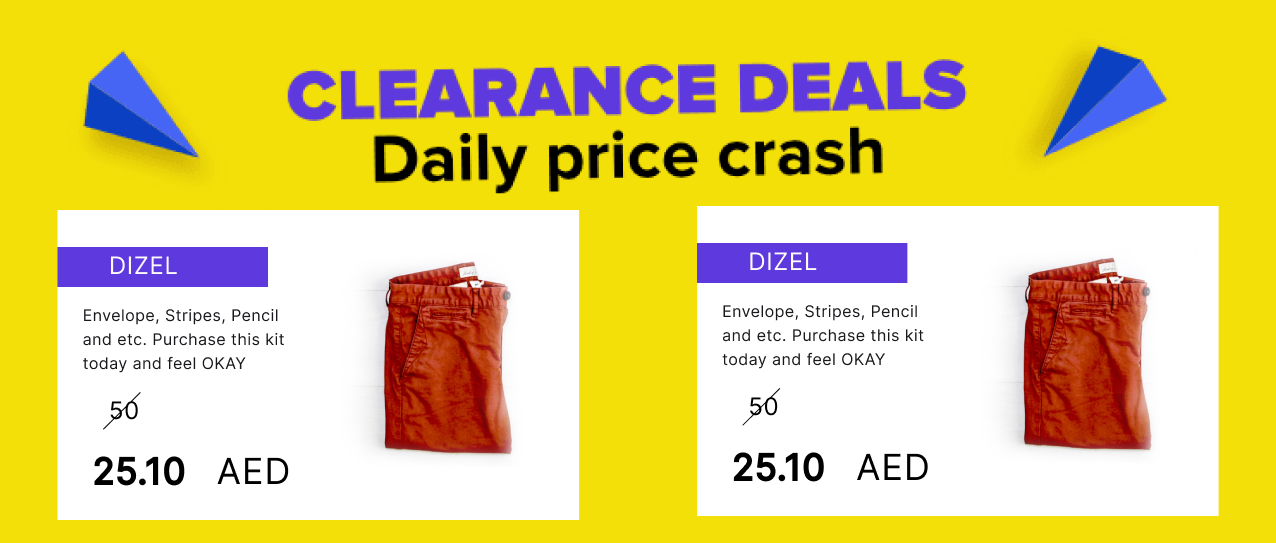 CLEARANCE DEALS
Daily price crash
DIZEL
Envelope, Stripes, Pencil
and etc. Purchase this kit
today and feel OKAY
50
25.10 AED
DIZEL
Envelope, Stripes, Pencil
and etc. Purchase this kit
today and feel OKAY
50
25.10 AED